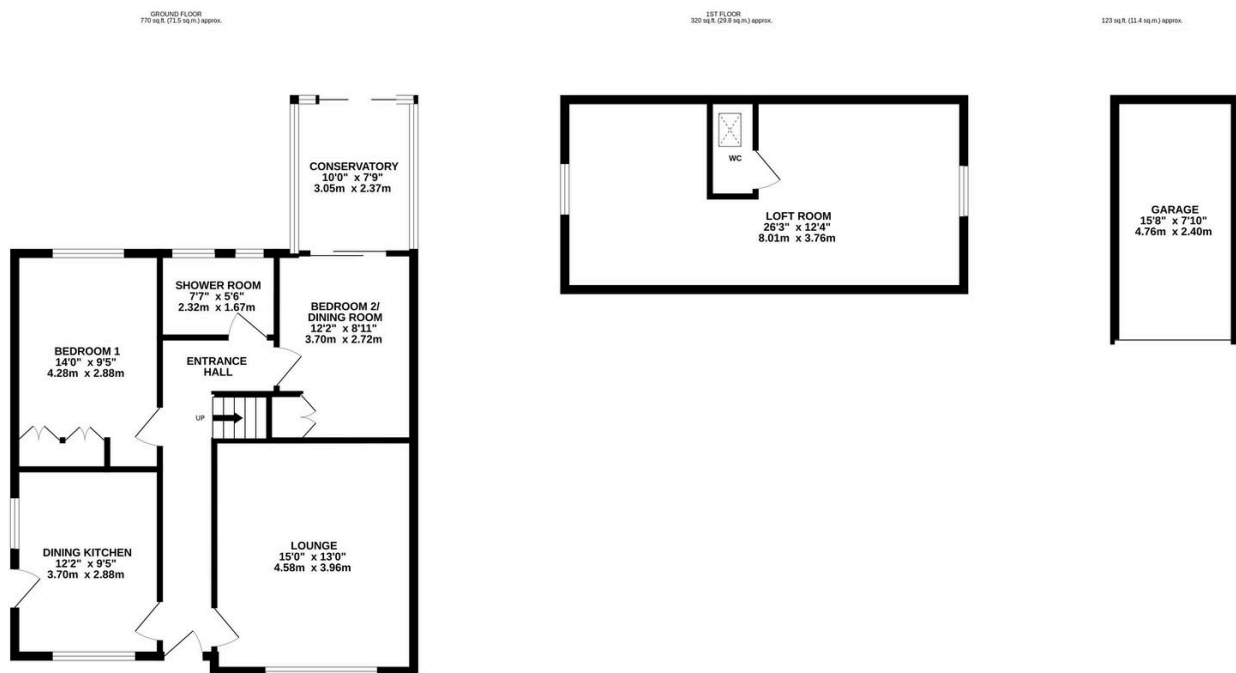 GROUND FLOOR
770 sq.ft. (71.5 sq.m.) approx.
1ST FLOOR
320 sq.ft. (29.8 sq.m.) approx.
123 sq.ft. (11.4 sq.m.) approx.
CONSERVATORY
10'0" x 7'9"
3.05m x 2.37m
SHOWER ROOM
7'7" x 5'6"
2.32m x 1.67m
BEDROOM 2/
DINING ROOM
12'2" x 8'11"
3.70m x 2.72m
BEDROOM 1
14'0" x 9'5"
4.28m x 2.88m
ENTRANCE
HALL
UP
DINING KITCHEN
12'2" x 9'5"
3.70m x 2.88m
LOUNGE
15'0" x 13'0"
4.58m x 3.96m
WC
LOFT ROOM
26'3" x 12'4"
8.01m x 3.76m
GARAGE
15'8" x 7'10"
4.76m x 2.40m